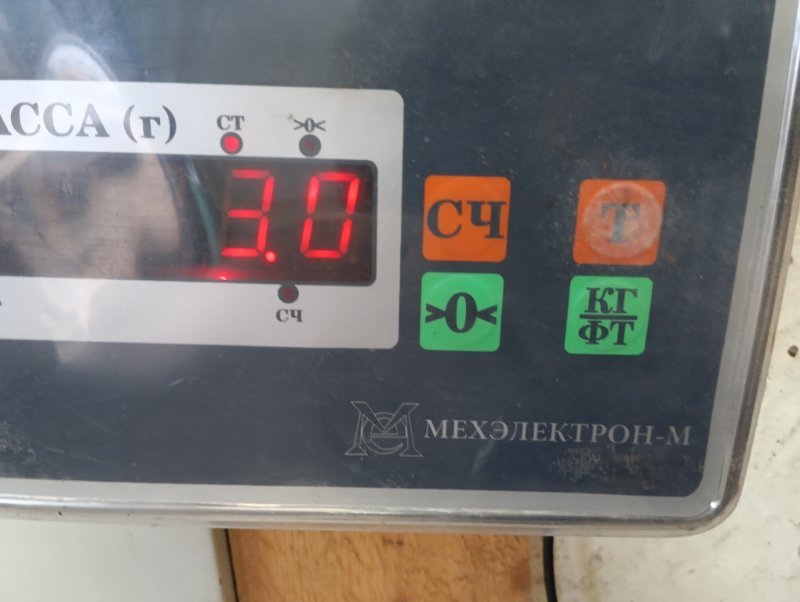 АССА (г)
СТ
>0<
3.0
СЧ
СЧ
Т
>0<
КГ
ФТ
МЕХЭЛЕКТРОН-М